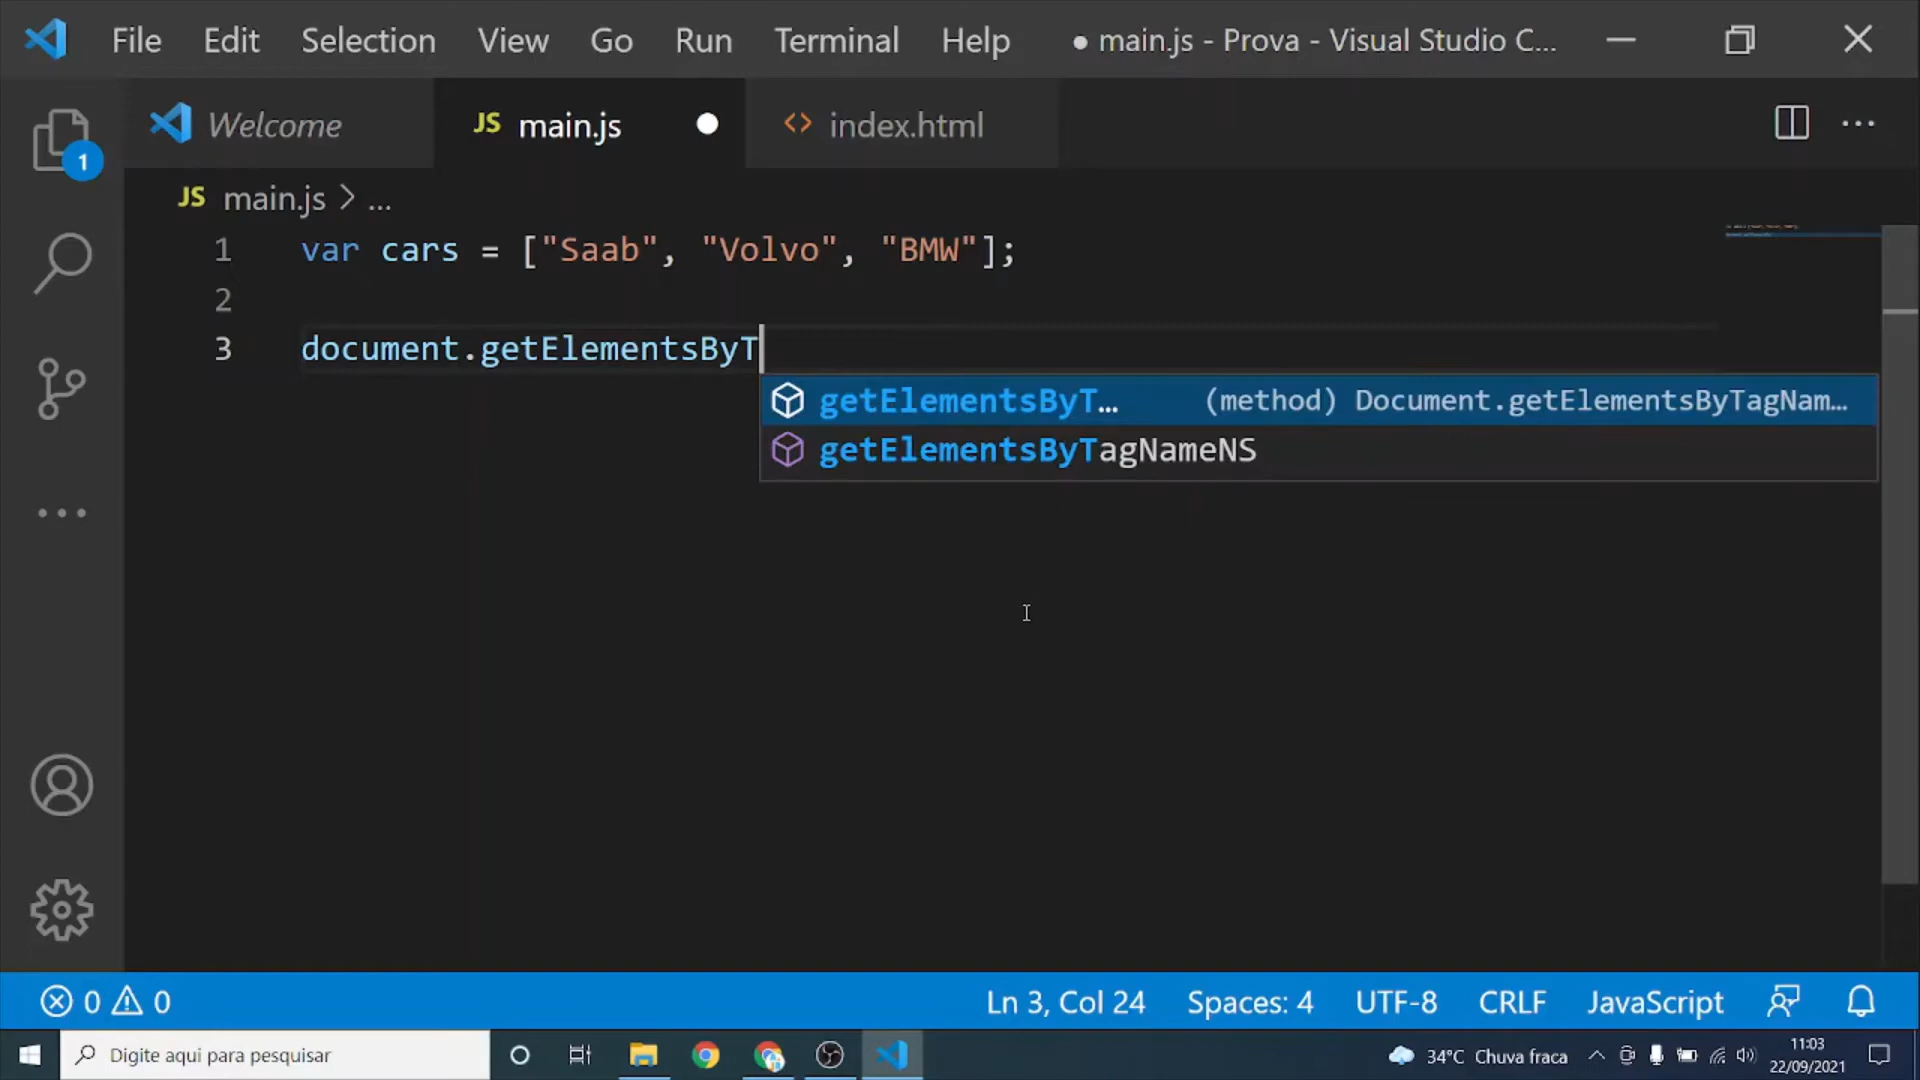 File Edit Selection View Go Run Terminal Help ● main.js - Prova - Visual Studio C...
Welcome JS main.js ● <> index.html ...
1
JS main.js > ...
1 var cars = ["Saab", "Volvo", "BMW"];
2
3 document.getElementsByT
getElementsByT… (method) Document.getElementsByTagNam…
getElementsByTagNameNS
0 0 Ln 3, Col 24 Spaces: 4 UTF-8 CRLF JavaScript
Digite aqui para pesquisar 34°C Chuva fraca 11:03
22/09/2021